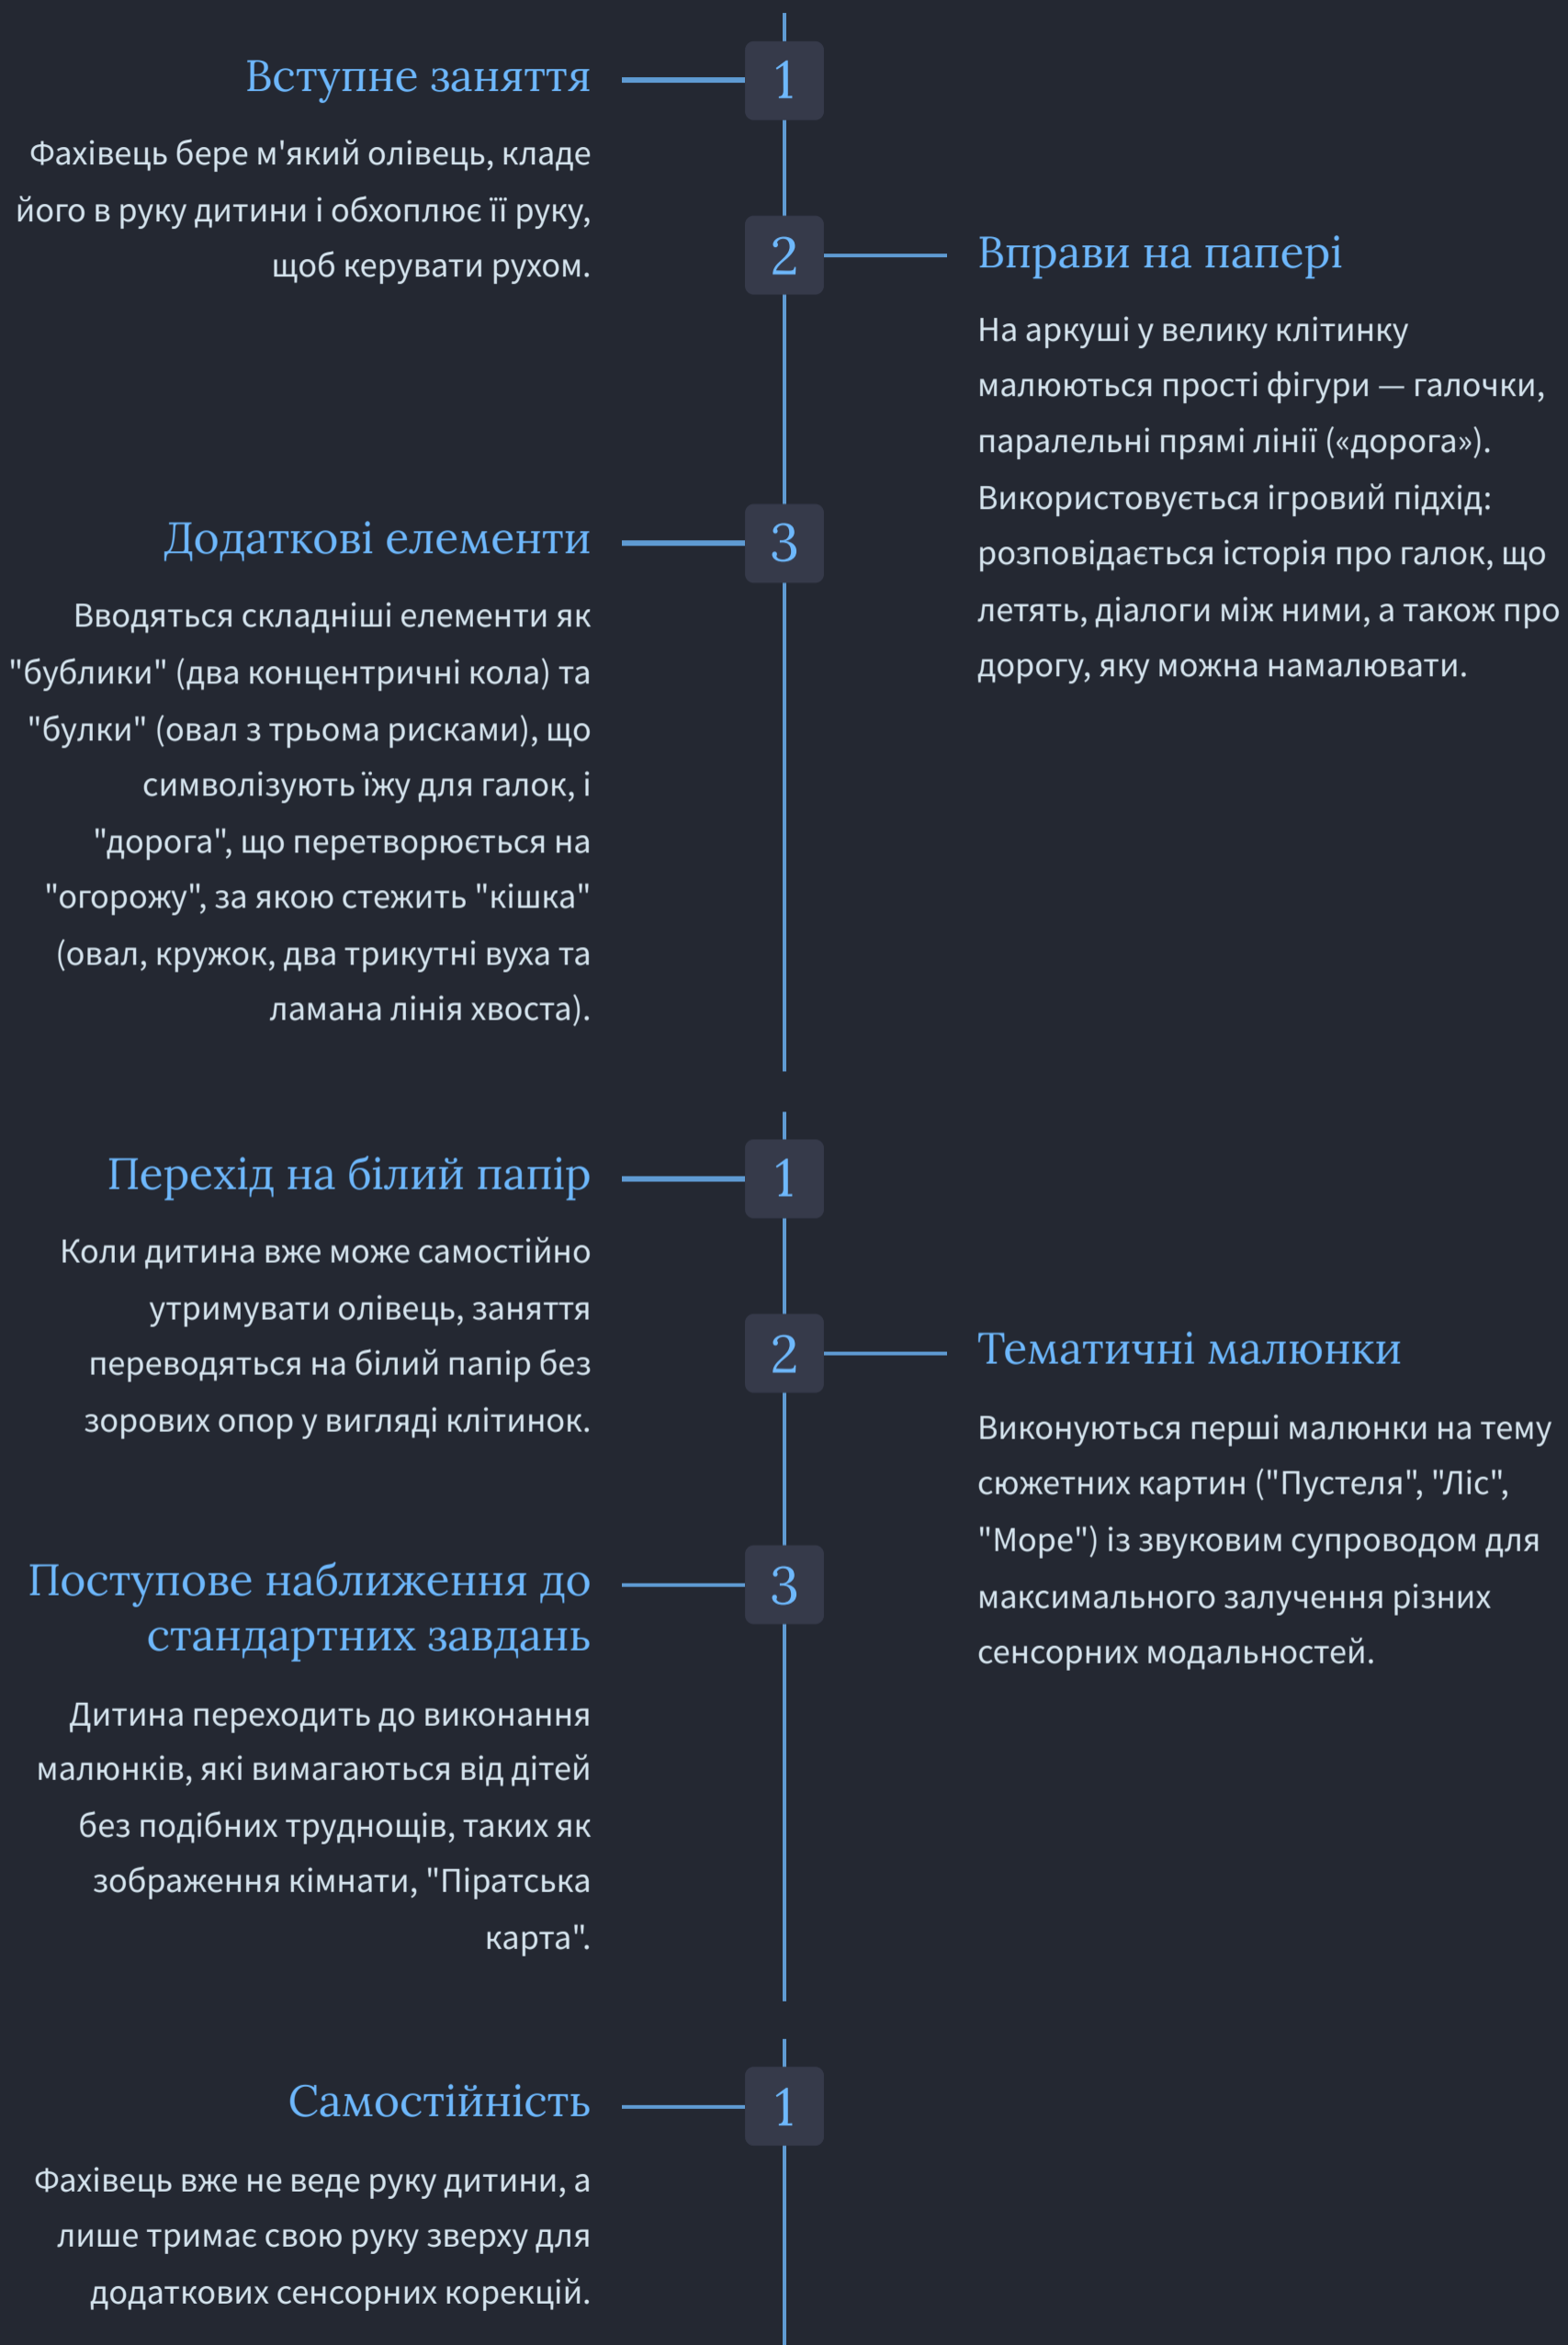 Вступне заняття
1
Фахівець бере м'який олівець, кладе
його в руку дитини і обхоплює її руку,
щоб керувати рухом.
2
Вправи на папері
На аркуші у велику клітинку
малюються прості фігури — галочки,
паралельні прямі лінії («дорога»).
Використовується ігровий підхід:
розповідається історія про галок, що
летять, діалоги між ними, а також про
дорогу, яку можна намалювати.
Додаткові елементи
3
Вводяться складніші елементи як
"бублики" (два концентричні кола) та
"булки" (овал з трьома рисками), що
символізують їжу для галок, і
"дорога", що перетворюється на
"огорожу", за якою стежить "кішка"
(овал, кружок, два трикутні вуха та
ламана лінія хвоста).
Перехід на білий папір
1
Коли дитина вже може самостійно
утримувати олівець, заняття
переводяться на білий папір без
зорових опор у вигляді клітинок.
2
Тематичні малюнки
Виконуються перші малюнки на тему
сюжетних картин ("Пустеля", "Ліс",
"Море") із звуковим супроводом для
максимального залучення різних
сенсорних модальностей.
Поступове наближення до
стандартних завдань
3
Дитина переходить до виконання
малюнків, які вимагаються від дітей
без подібних труднощів, таких як
зображення кімнати, "Піратська
карта".
Самостійність
1
Фахівець вже не веде руку дитини, а
лише тримає свою руку зверху для
додаткових сенсорних корекцій.